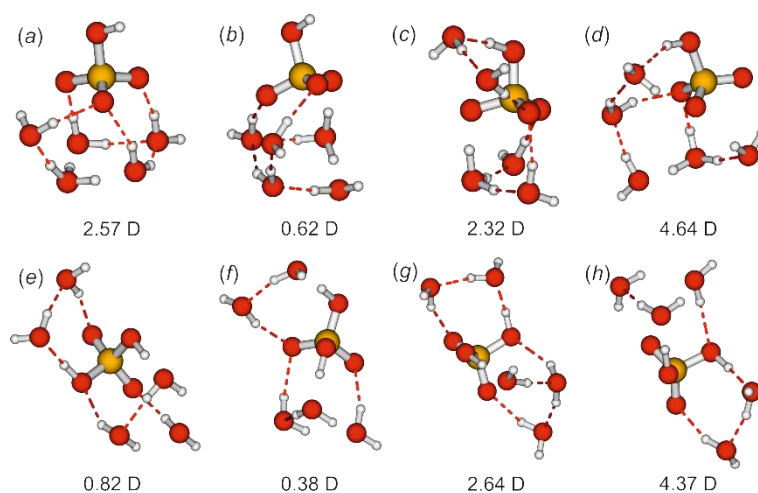 (a) (b) (c) (d)
2.57 D 0.62 D 2.32 D 4.64 D
(e) (f) (g) (h)
0.82 D 0.38 D 2.64 D 4.37 D